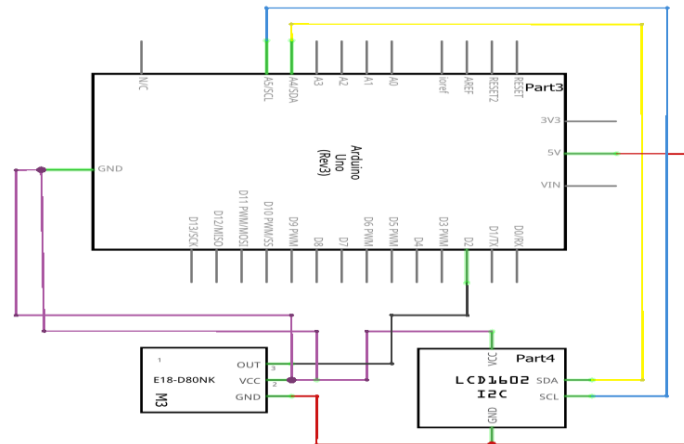 N/C
A5/SCL
A4/SDA
A3
A2
A1
A0
ioref
AREF
RESET2
RESET
Part3
3V3
5V
VIN
GND
Arduino
Uno
(Rev3)
D13/SCK
D12/MISO
D11 PWM/MOSI
D10 PWM/SS
D9 PWM
D8
D7
D6 PWM
D5 PWM
D4
D3 PWM
D2
D1/TX
D0/RX
1
OUT
3
E18-D80NK
VCC
2
GND
M3
VCC
Part4
LCD1602
I2C
SDA
SCL
GND